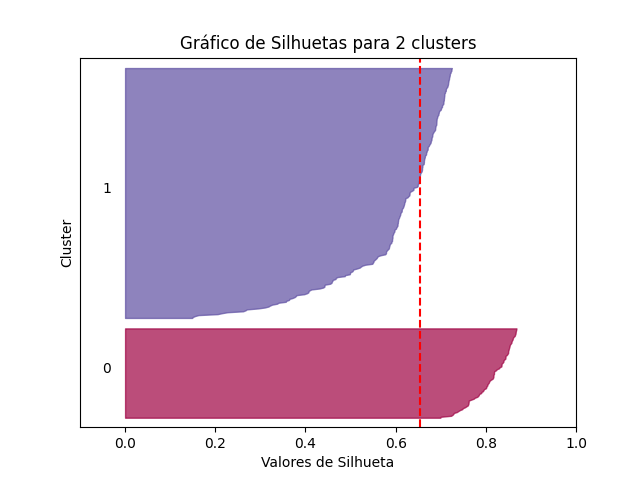 Gráfico de Silhuetas para 2 clusters
Cluster
1
0
0.0 0.2 0.4 0.6 0.8 1.0
Valores de Silhueta